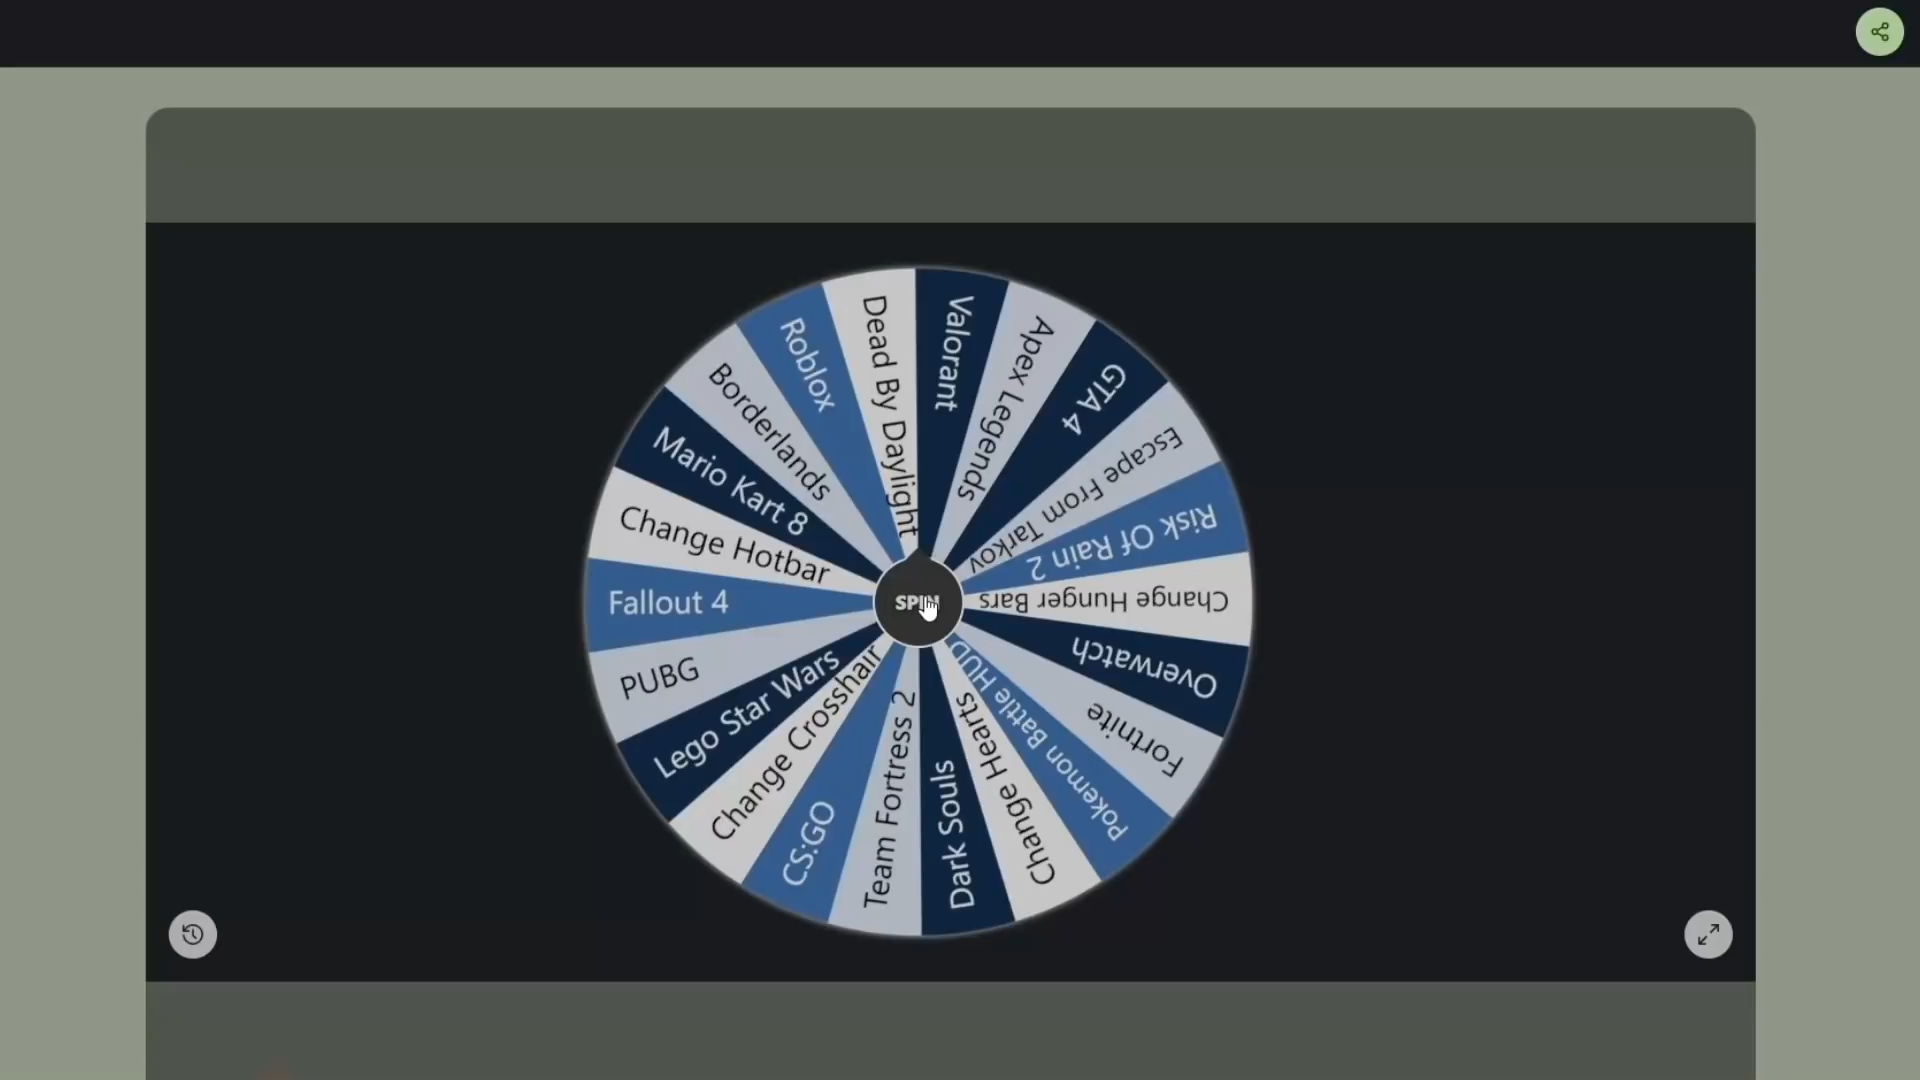 Valorant
Apex Legends
GTA 4
Escape From Tarkov
Risk Of Rain 2
Change Hunger Bars
Overwatch
Fortnite
Pokemon Battle HUD
Change Hearts
Dark Souls
Team Fortress 2
CS:GO
Change Crosshair
Lego Star Wars
PUBG
Fallout 4
Change Hotbar
Mario Kart 8
Borderlands
Roblox
Dead By Daylight
SPIN